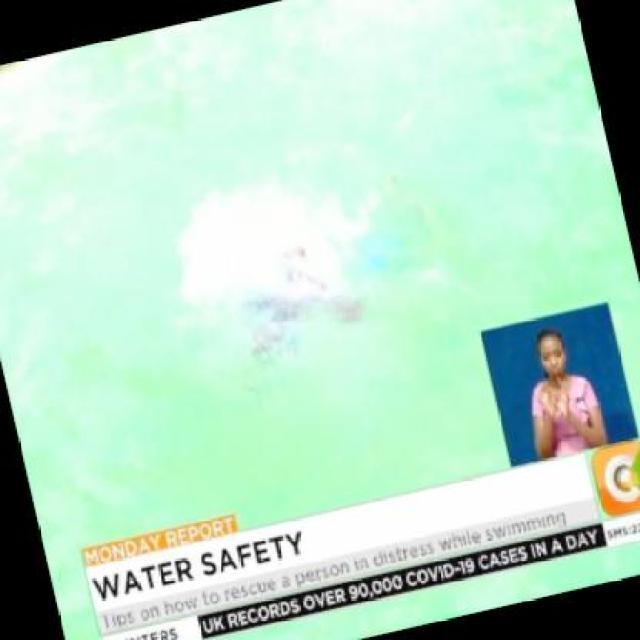 MONDAY REPORT
WATER SAFETY
Tips on how to rescue a person in distress while swimming
UK RECORDS OVER 90,000 COVID-19 CASES IN A DAY